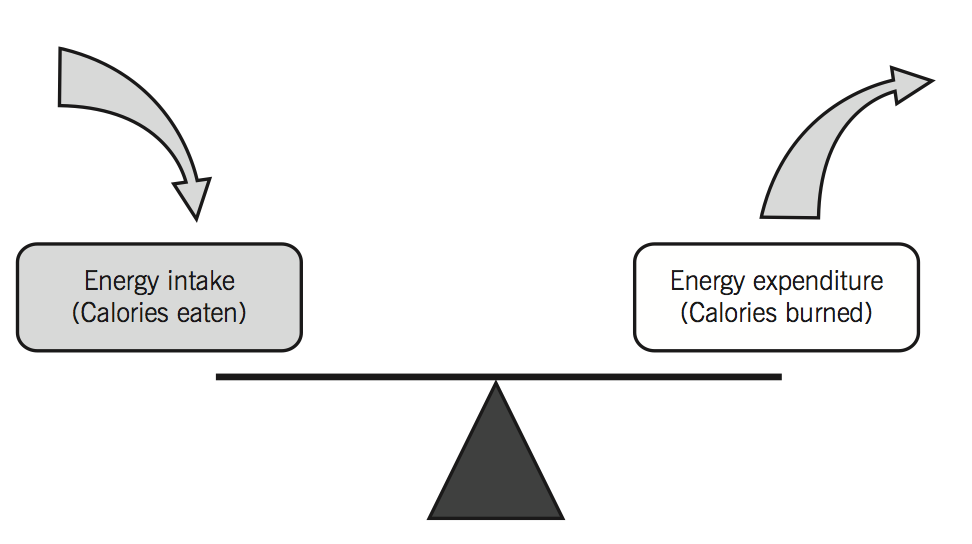 Energy intake
(Calories eaten)
Energy expenditure
(Calories burned)